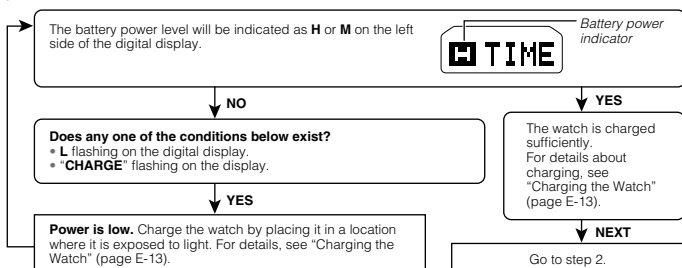 The battery power level will be indicated as H or M on the left
side of the digital display.
Battery power
indicator
H TIME
NO
YES
Does any one of the conditions below exist?
• L flashing on the digital display.
• "CHARGE" flashing on the display.
The watch is charged
sufficiently.
For details about
charging, see
"Charging the Watch"
(page E-13).
YES
NEXT
Power is low. Charge the watch by placing it in a location
where it is exposed to light. For details, see "Charging the
Watch" (page E-13).
Go to step 2.